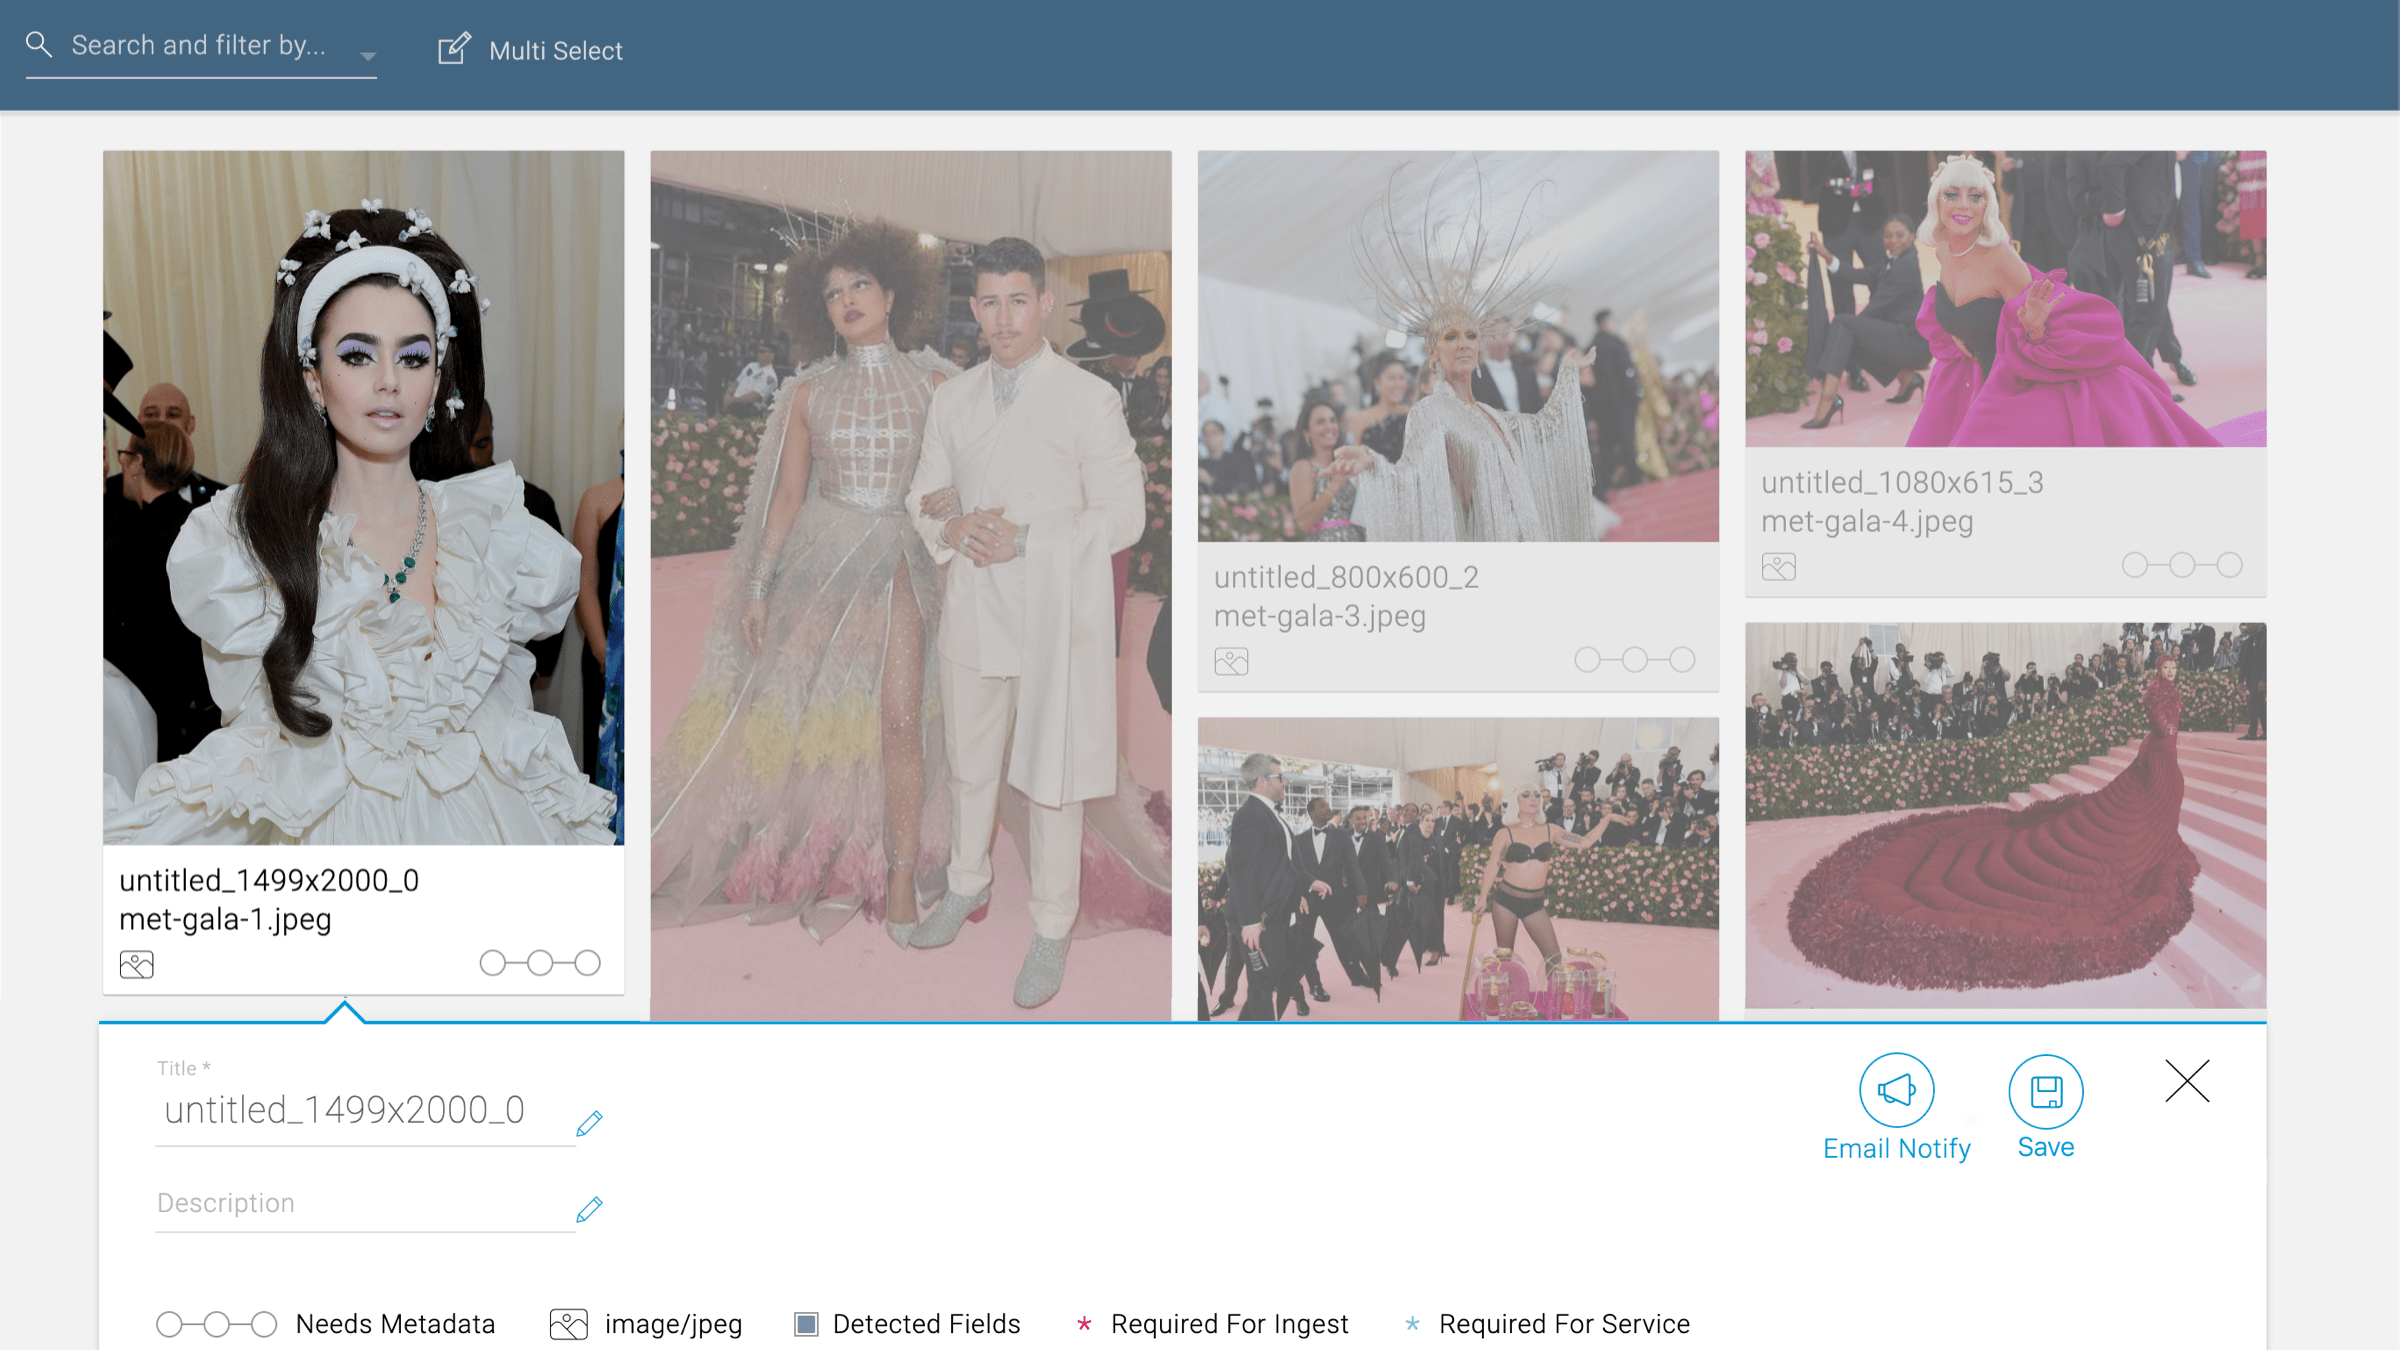 Search and filter by...
Multi Select
untitled_1499x2000_0
met-gala-1.jpeg
untitled_800x600_2
met-gala-3.jpeg
untitled_1080x615_3
met-gala-4.jpeg
Title *
untitled_1499x2000_0
Description
Email Notify
Save
Needs Metadata
image/jpeg
Detected Fields
* Required For Ingest
* Required For Service